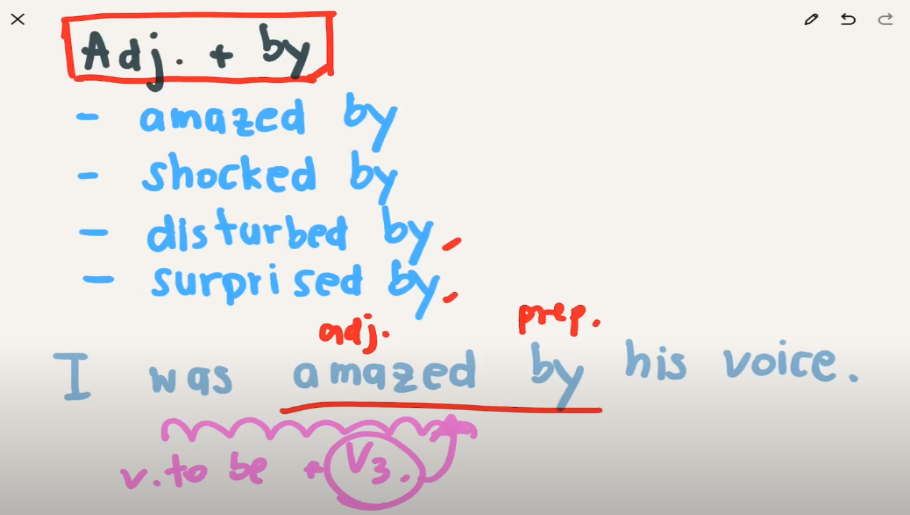 Adj. + by
- amazed by
- shocked by
- disturbed by
- surprised by
adj. prep.
I was amazed by his voice.
v. to be + V3.